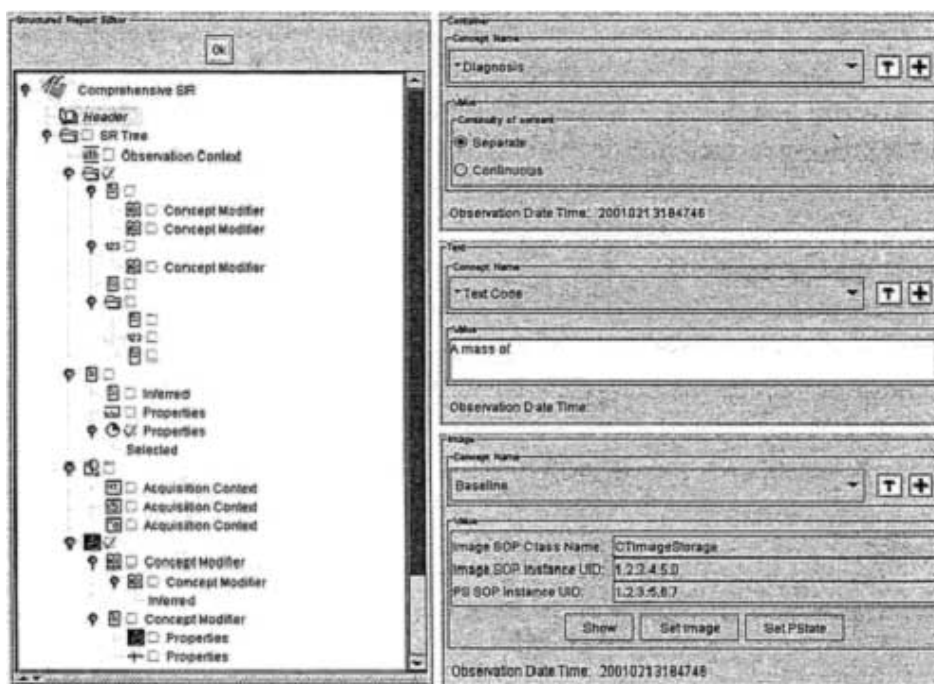 Structured Report Editor
Ok
Comprehensive SR
Header
SR Tree
Observation Context
Concept Modifier
Concept Modifier
123
Concept Modifier
123
Inferred
Properties
Properties
Selected
Acquisition Context
Acquisition Context
Acquisition Context
Concept Modifier
Concept Modifier
Inferred
Concept Modifier
Properties
Properties
Container
Concept Name
*Diagnosis
T
Value
Continuity of content
Separate
Continuous
Observation Date Time: 20010213184746
Text
Concept Name
*Text Code
T
Value
A mass of
Observation Date Time:
Image
Concept Name
Baseline
T
Value
Image SOP Class Name: CTImageStorage
Image SOP Instance UID: 1.2.3.4.5.0
PS SOP Instance UID: 1.2.3.5.6.7
Show Set Image Set PState
Observation Date Time: 20010213184746